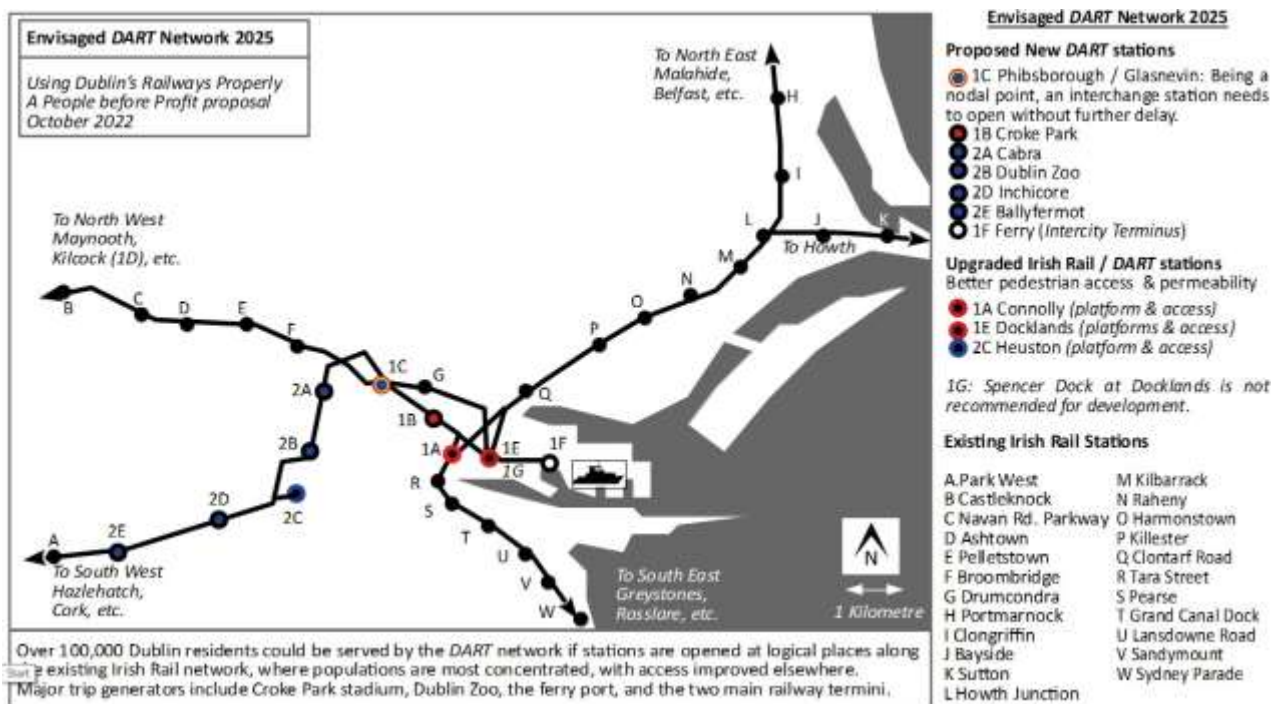 Envisaged DART Network 2025
Using Dublin's Railways Properly
A People before Profit proposal
October 2022
To North East
Malahide,
Belfast, etc.
H
I
L
J
K
To Howth
M
N
O
P
Q
To North West
Maynooth,
Kilcock (1D), etc.
B
C
D
E
F
1C
G
2A
1B
2B
1A
1E
1F
1G
R
2D
2C
S
A
2E
T
U
V
W
To South West
Hazlehatch,
Cork, etc.
To South East
Greystones,
Rosslare, etc.
N
1 Kilometre
Over 100,000 Dublin residents could be served by the DART network if stations are opened at logical places along
existing Irish Rail network, where populations are most concentrated, with access improved elsewhere.
Start
Major trip generators include Croke Park stadium, Dublin Zoo, the ferry port, and the two main railway termini.
Envisaged DART Network 2025
Proposed New DART stations
1C Phibsborough / Glasnevin: Being a
nodal point, an interchange station needs
to open without further delay.
1B Croke Park
2A Cabra
2B Dublin Zoo
2D Inchicore
2E Ballyfermot
1F Ferry (Intercity Terminus)
Upgraded Irish Rail / DART stations
Better pedestrian access & permeability
1A Connolly (platform & access)
1E Docklands (platforms & access)
2C Heuston (platform & access)
1G: Spencer Dock at Docklands is not
recommended for development.
Existing Irish Rail Stations
A.Park West
B Castleknock
C Navan Rd. Parkway
D Ashtown
E Pelletstown
F Broombridge
G Drumcondra
H Portmarnock
I Clongriffin
J Bayside
K Sutton
L Howth Junction
M Kilbarrack
N Raheny
O Harmonstown
P Killester
Q Clontarf Road
R Tara Street
S Pearse
T Grand Canal Dock
U Lansdowne Road
V Sandymount
W Sydney Parade